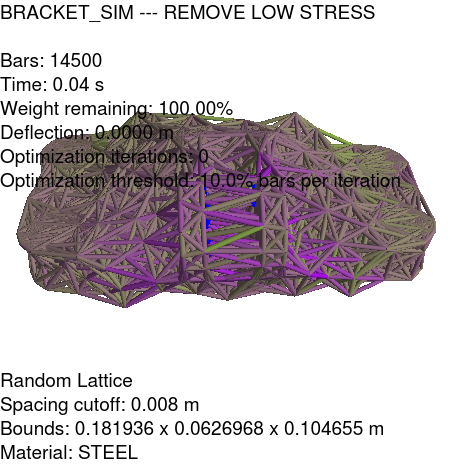 BRACKET_SIM --- REMOVE LOW STRESS
Bars: 14500
Time: 0.04 s
Weight remaining: 100.00%
Deflection: 0.0000 m
Optimization iterations: 0
Optimization threshold: 10.0% bars per iteration
Random Lattice
Spacing cutoff: 0.008 m
Bounds: 0.181936 x 0.0626968 x 0.104655 m
Material: STEEL